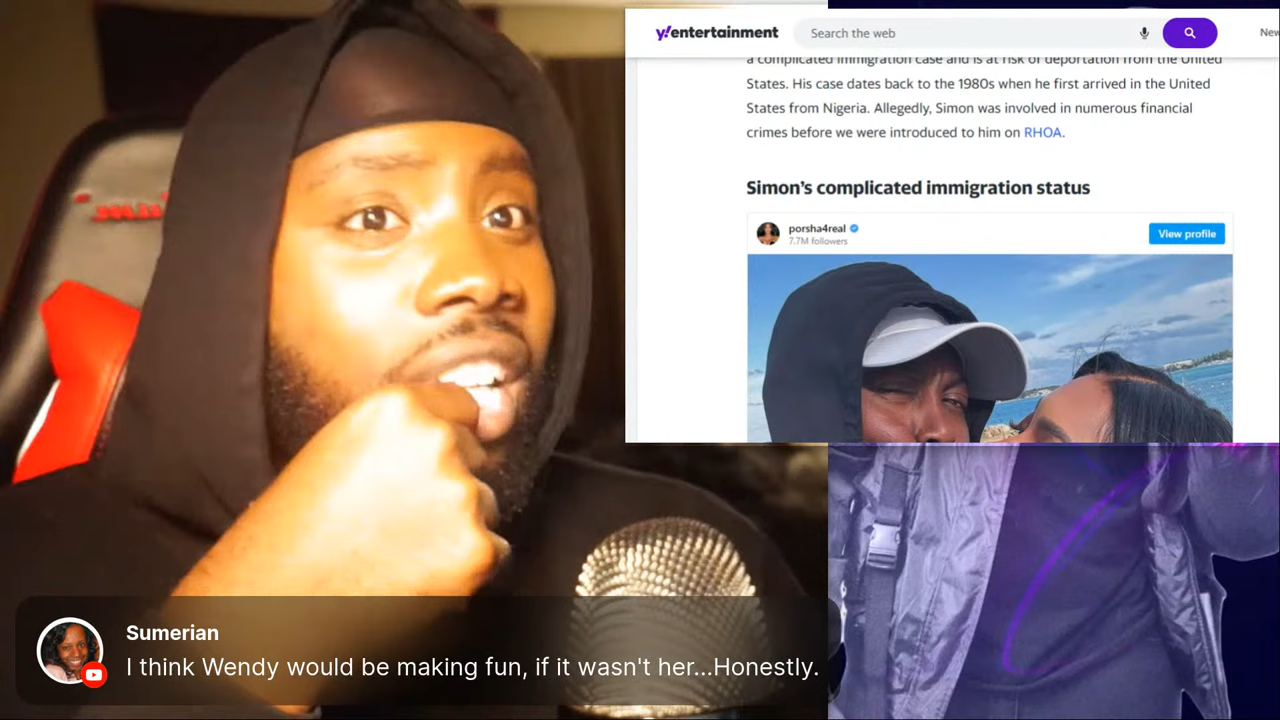 y!entertainment
Search the web
New
a complicated immigration case and is at risk of deportation from the United
States. His case dates back to the 1980s when he first arrived in the United
States from Nigeria. Allegedly, Simon was involved in numerous financial
crimes before we were introduced to him on RHOA.
Simon’s complicated immigration status
porsha4real
7.7M followers
View profile
Sumerian
I think Wendy would be making fun, if it wasn't her...Honestly.